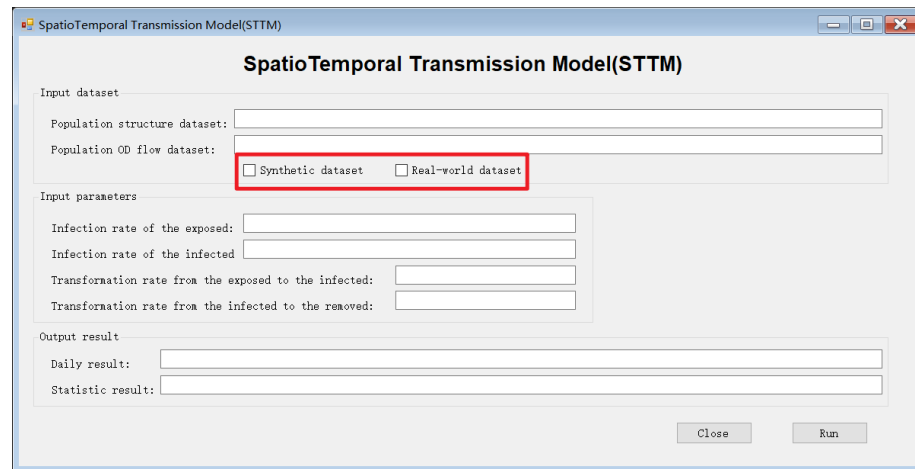 SpatioTemporal Transmission Model(STTM)
SpatioTemporal Transmission Model(STTM)
Input dataset
Population structure dataset:
Population OD flow dataset:
Synthetic dataset Real-world dataset
Input parameters
Infection rate of the exposed:
Infection rate of the infected
Transformation rate from the exposed to the infected:
Transformation rate from the infected to the removed:
Output result
Daily result:
Statistic result:
Close Run